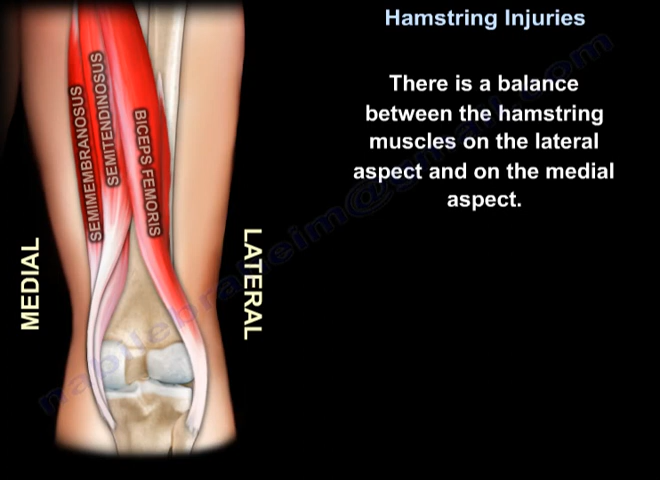 Hamstring Injuries
There is a balance
between the hamstring
muscles on the lateral
aspect and on the medial
aspect.
SEMIMEMBRANOSUS
SEMITENDINOSUS
BICEPS FEMORIS
MEDIAL
LATERAL